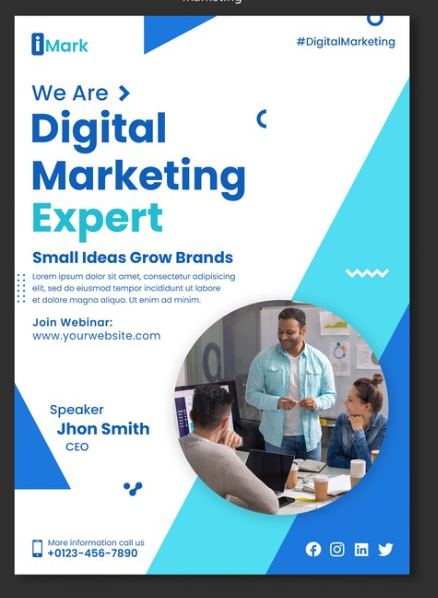 iMark
#DigitalMarketing
We Are
Digital
Marketing
Expert
Small Ideas Grow Brands
Lorem ipsum dolor sit amet, consectetur adipisicing
elit, sed do eiusmod tempor incididunt ut labore
et dolore magna aliqua. Ut enim ad minim.
Join Webinar:
www.yourwebsite.com
Speaker
Jhon Smith
CEO
More information call us
+0123-456-7890